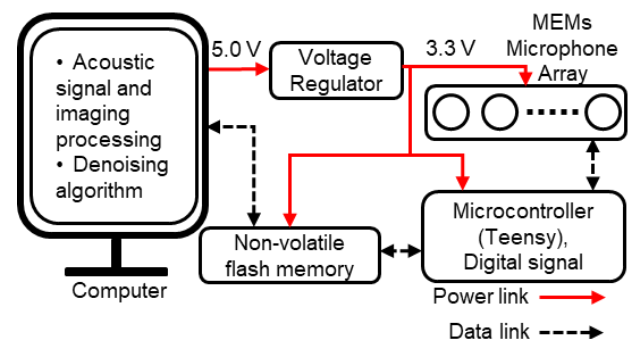 • Acoustic
signal and
imaging
processing
• Denoising
algorithm
Computer
5.0 V
Voltage
Regulator
3.3 V
MEMs
Microphone
Array
Non-volatile
flash memory
Microcontroller
(Teensy),
Digital signal
Power link
Data link